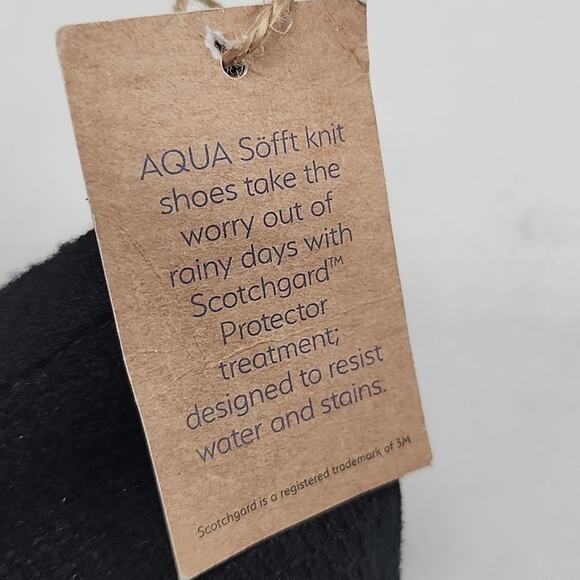 AQUA Söfft knit
shoes take the
worry out of
rainy days with
Scotchgard™
Protector
treatment;
designed to resist
water and stains.
Scotchgard is a registered trademark of 3M